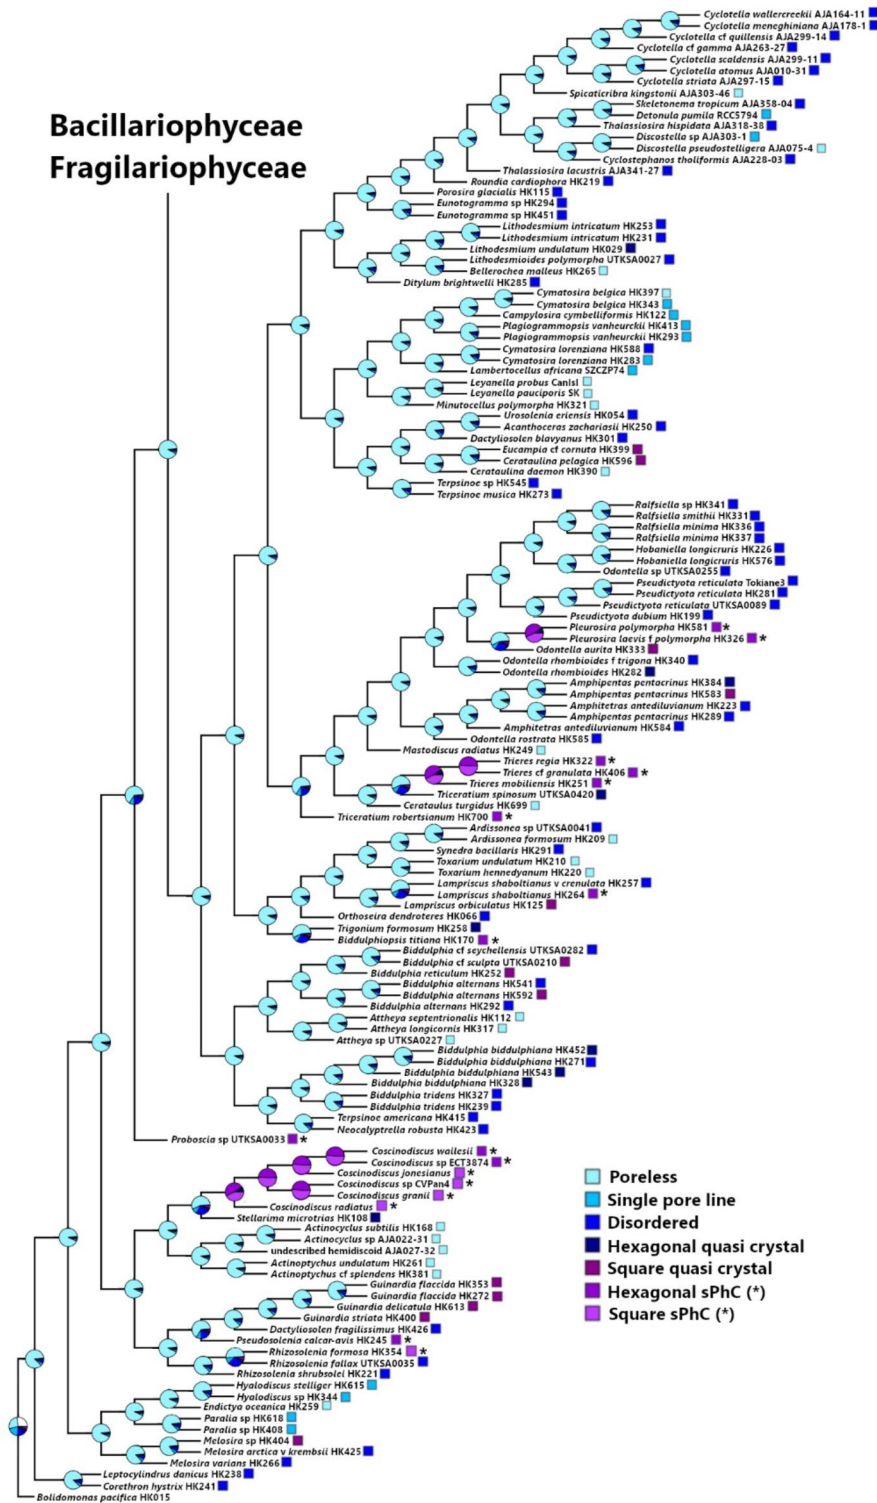 Cyclotella wallercreekii AJA164-11
Cyclotella meneghiniana AJA178-1
Cyclotella cf quillensis AJA299-14
Cyclotella cf gamma AJA263-27
Cyclotella scaldensis AJA299-11
Cyclotella atomus AJA010-31
Cyclotella striata AJA297-15
Spicaticribra kingstonii AJA303-46
Skeletonema tropicum AJA358-04
Bacillariophyceae
Detonula pumila RCC5794
Thalassiosira hispidata AJA318-38
Discostella sp AJA303-1
Discostella pseudostelligera AJA075-4
Fragilariophyceae
Cyclostephanos tholiformis AJA228-03
Thalassiosira lacustris AJA341-27
Roundia cardiophora HK219
Porosira glacialis HK115
Eunotogramma sp HK294
Eunotogramma sp HK451
Lithodesmium intricatum HK253
Lithodesmium intricatum HK231
Lithodesmium undulatum HK029
Lithodesmioides polymorpha UTKSA0027
Bellerochea malleus HK265
Ditylum brightwelli HK285
Cymatosira belgica HK397
Cymatosira belgica HK343
Campylosira cymbelliformis HK122
Plagiogrammopsis vanheurckii HK413
Plagiogrammopsis vanheurckii HK293
Cymatosira lorenziana HK588
Cymatosira lorenziana HK283
Lambertocellus africana SZCZP74
Leyanella probus CanIsl
Leyanella pauciporis SK
Minutocellus polymorpha HK321
Urosolenia eriensis HK054
Acanthoceras zachariasii HK250
Dactyliosolen blavyanus HK301
Eucampia cf cornuta HK399
Cerataulina pelagica HK596
Cerataulina daemon HK390
Terpsinoe sp HK545
Terpsinoe musica HK273
Ralfsiella sp HK341
Ralfsiella smithii HK331
Ralfsiella minima HK336
Ralfsiella minima HK337
Hobaniella longicruris HK226
Hobaniella longicruris HK576
Odontella sp UTKSA0255
Pseudictyota reticulata Tokiane3
Pseudictyota reticulata HK281
Pseudictyota reticulata UTKSA0089
Pseudictyota dubium HK199
Pleurosira polymorpha HK581 *
Pleurosira laevis f polymorpha HK326 *
Odontella aurita HK333
Odontella rhombioides f trigona HK340
Odontella rhombioides HK282
Amphipentas pentacrinus HK384
Amphipentas pentacrinus HK583
Amphitetras antediluvianum HK223
Amphipentas pentacrinus HK289
Amphitetras antediluvianum HK584
Odontella rostrata HK585
Mastodiscus radiatus HK249
Trieres regia HK322 *
Trieres cf granulata HK406 *
Trieres mobiliensis HK251 *
Triceratium spinosum UTKSA0420
Cerataulus turgidus HK699
Triceratium robertsianum HK700 *
Ardissonea sp UTKSA0041
Ardissonea formosum HK209
Synedra bacillaris HK291
Toxarium undulatum HK210
Toxarium hennedyanum HK220
Lampriscus shaboltianus v crenulata HK257
Lampriscus shaboltianus HK264 *
Lampriscus orbiculatus HK125
Orthoseira dendroteres HK066
Trigonium formosum HK258
Biddulphiopsis titiana HK170 *
Biddulphia cf seychellensis UTKSA0282
Biddulphia cf sculpta UTKSA0210
Biddulphia reticulum HK252
Biddulphia alternans HK541
Biddulphia alternans HK592
Biddulphia alternans HK292
Attheya septentrionalis HK112
Attheya longicornis HK317
Attheya sp UTKSA0227
Biddulphia biddulphiana HK452
Biddulphia biddulphiana HK271
Biddulphia biddulphiana HK543
Biddulphia biddulphiana HK328
Biddulphia tridens HK327
Biddulphia tridens HK239
Terpsinoe americana HK415
Neocalyptrella robusta HK423
Proboscia sp UTKSA0033 *
Coscinodiscus wailesii *
Coscinodiscus sp ECT3874 *
Coscinodiscus jonesianus *
Coscinodiscus sp CVPan4 *
Coscinodiscus granii *
Coscinodiscus radiatus *
Stellarima microtrias HK108
Actinocyclus subtilis HK168
Actinocyclus sp AJA022-31
undescribed hemidiscoid AJA027-32
Actinoptychus undulatum HK261
Actinoptychus cf splendens HK381
Guinardia flaccida HK353
Guinardia flaccida HK272
Guinardia delicatula HK613
Guinardia striata HK400
Dactyliosolen fragilissimus HK426
Pseudosolenia calcar-avis HK245 *
Rhizosolenia formosa HK354 *
Rhizosolenia fallax UTKSA0035
Rhizosolenia shrubsolei HK221
Hyalodiscus stelliger HK615
Hyalodiscus sp HK344
Endictya oceanica HK259
Paralia sp HK618
Paralia sp HK408
Melosira sp HK404
Melosira arctica v krembsii HK425
Melosira varians HK266
Leptocylindrus danicus HK238
Corethron hystrix HK241
Bolidomonas pacifica HK015
Poreless
Single pore line
Disordered
Hexagonal quasi crystal
Square quasi crystal
Hexagonal sPhC (*)
Square sPhC (*)